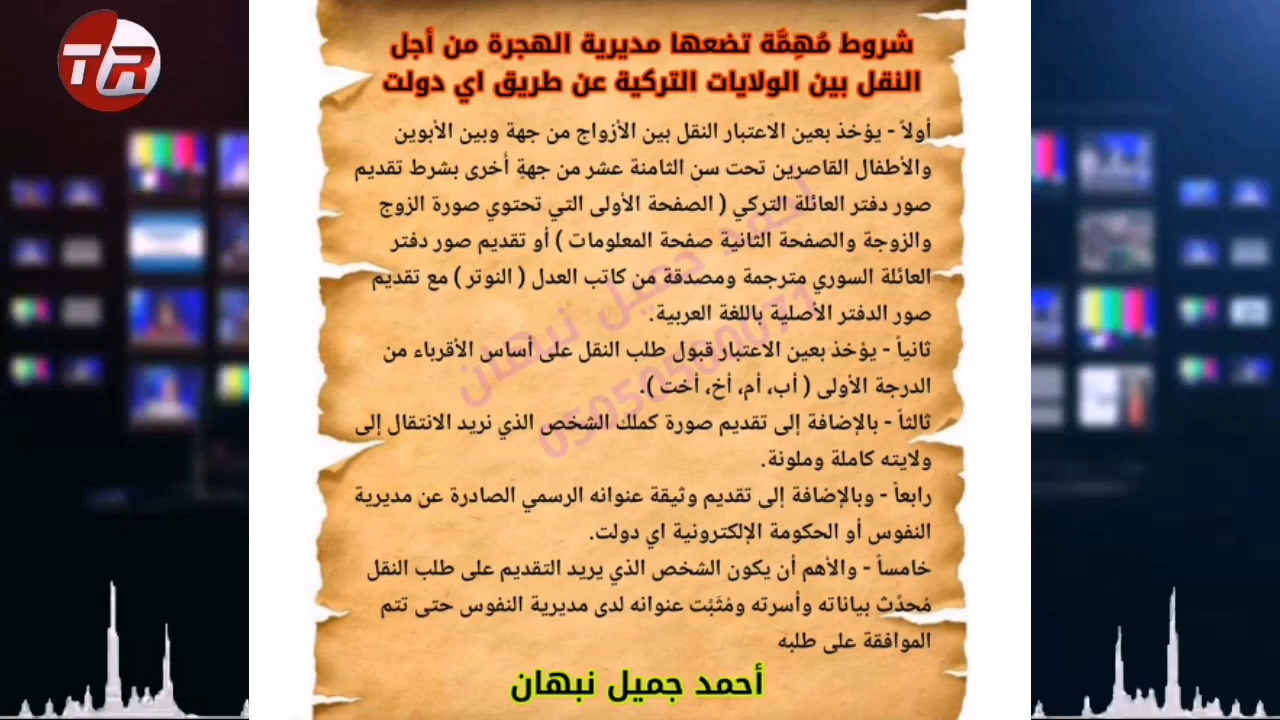 TR
شروط مُهِمَّة تضعها مديرية الهجرة من أجل
النقل بين الولايات التركية عن طريق اي دولت
أولاً - يؤخذ بعين الاعتبار النقل بين الأزواج من جهة وبين الأبوين
والأطفال القاصرين تحت سن الثامنة عشر من جهةِ أخرى بشرط تقديم
صور دفتر العائلة التركي ( الصفحة الأولى التي تحتوي صورة الزوج
والزوجة والصفحة الثانية صفحة المعلومات ) أو تقديم صور دفتر
العائلة السوري مترجمة ومصدقة من كاتب العدل ( النوتر ) مع تقديم
صور الدفتر الأصلية باللغة العربية.
ثانياً - يؤخذ بعين الاعتبار قبول طلب النقل على أساس الأقرباء من
الدرجة الأولى ( أب، أم، أخ، أخت ).
ثالثاً - بالإضافة إلى تقديم صورة كملك الشخص الذي نريد الانتقال إلى
ولايته كاملة وملونة.
رابعاً - وبالإضافة إلى تقديم وثيقة عنوانه الرسمي الصادرة عن مديرية
النفوس أو الحكومة الإلكترونية اي دولت.
خامساً - والأهم أن يكون الشخص الذي يريد التقديم على طلب النقل
مُحدِّث بياناته وأسرته ومُثَبِّت عنوانه لدى مديرية النفوس حتى تتم
الموافقة على طلبه
أحمد جميل نبهان
أحمد جميل نبهان